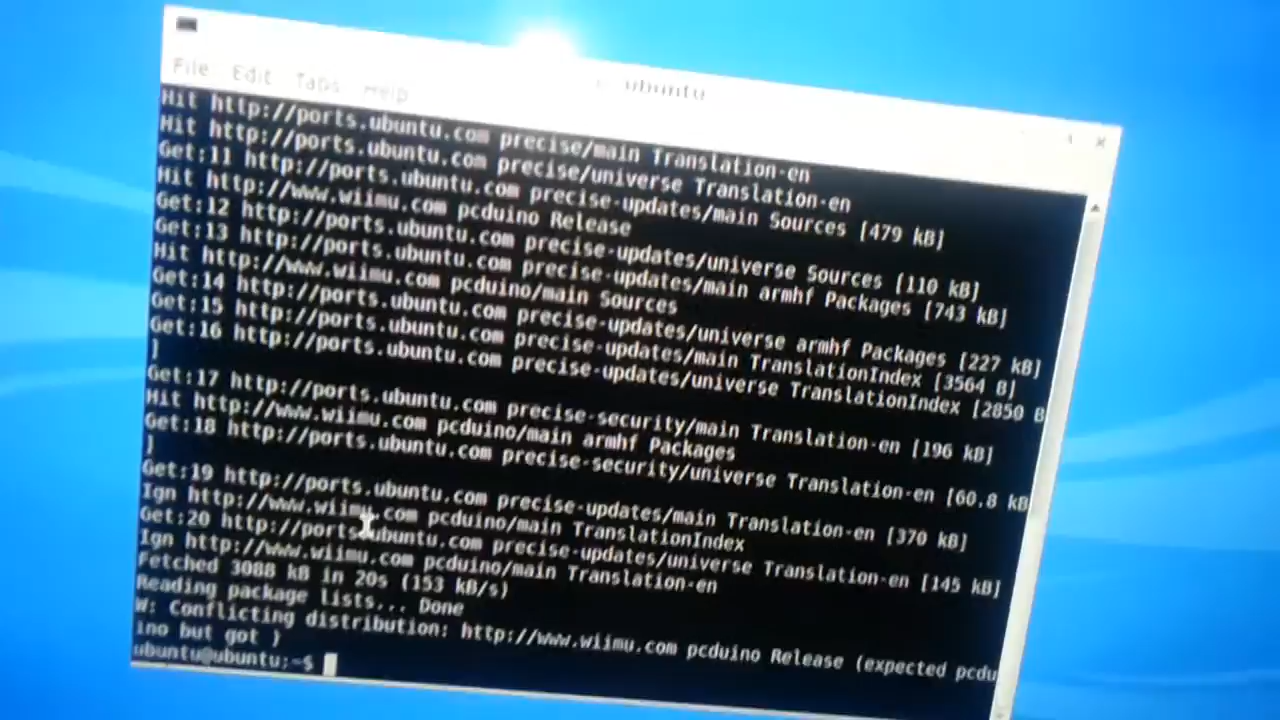 File Edit Tabs Help
ubuntu
Hit http://ports.ubuntu.com precise/main Translation-en
Hit http://ports.ubuntu.com precise/universe Translation-en
Get:11 http://ports.ubuntu.com precise-updates/main Sources [479 kB]
Hit http://www.wiimu.com pcduino Release
Get:12 http://ports.ubuntu.com precise-updates/universe Sources [110 kB]
Get:13 http://ports.ubuntu.com precise-updates/main armhf Packages [743 kB]
Hit http://www.wiimu.com pcduino/main Sources
Get:14 http://ports.ubuntu.com precise-updates/universe armhf Packages [227 kB]
Get:15 http://ports.ubuntu.com precise-updates/main TranslationIndex [3564 B]
Get:16 http://ports.ubuntu.com precise-updates/universe TranslationIndex [2850 B
]
Get:17 http://ports.ubuntu.com precise-security/main Translation-en [196 kB]
Hit http://www.wiimu.com pcduino/main armhf Packages
Get:18 http://ports.ubuntu.com precise-security/universe Translation-en [60.8 kB
]
Get:19 http://ports.ubuntu.com precise-updates/main Translation-en [370 kB]
Ign http://www.wiimu.com pcduino/main TranslationIndex
Get:20 http://ports.ubuntu.com precise-updates/universe Translation-en [145 kB]
Ign http://www.wiimu.com pcduino/main Translation-en
Fetched 3088 kB in 20s (153 kB/s)
Reading package lists... Done
W: Conflicting distribution: http://www.wiimu.com pcduino Release (expected pcdu
ino but got )
ubuntu@ubuntu:~$